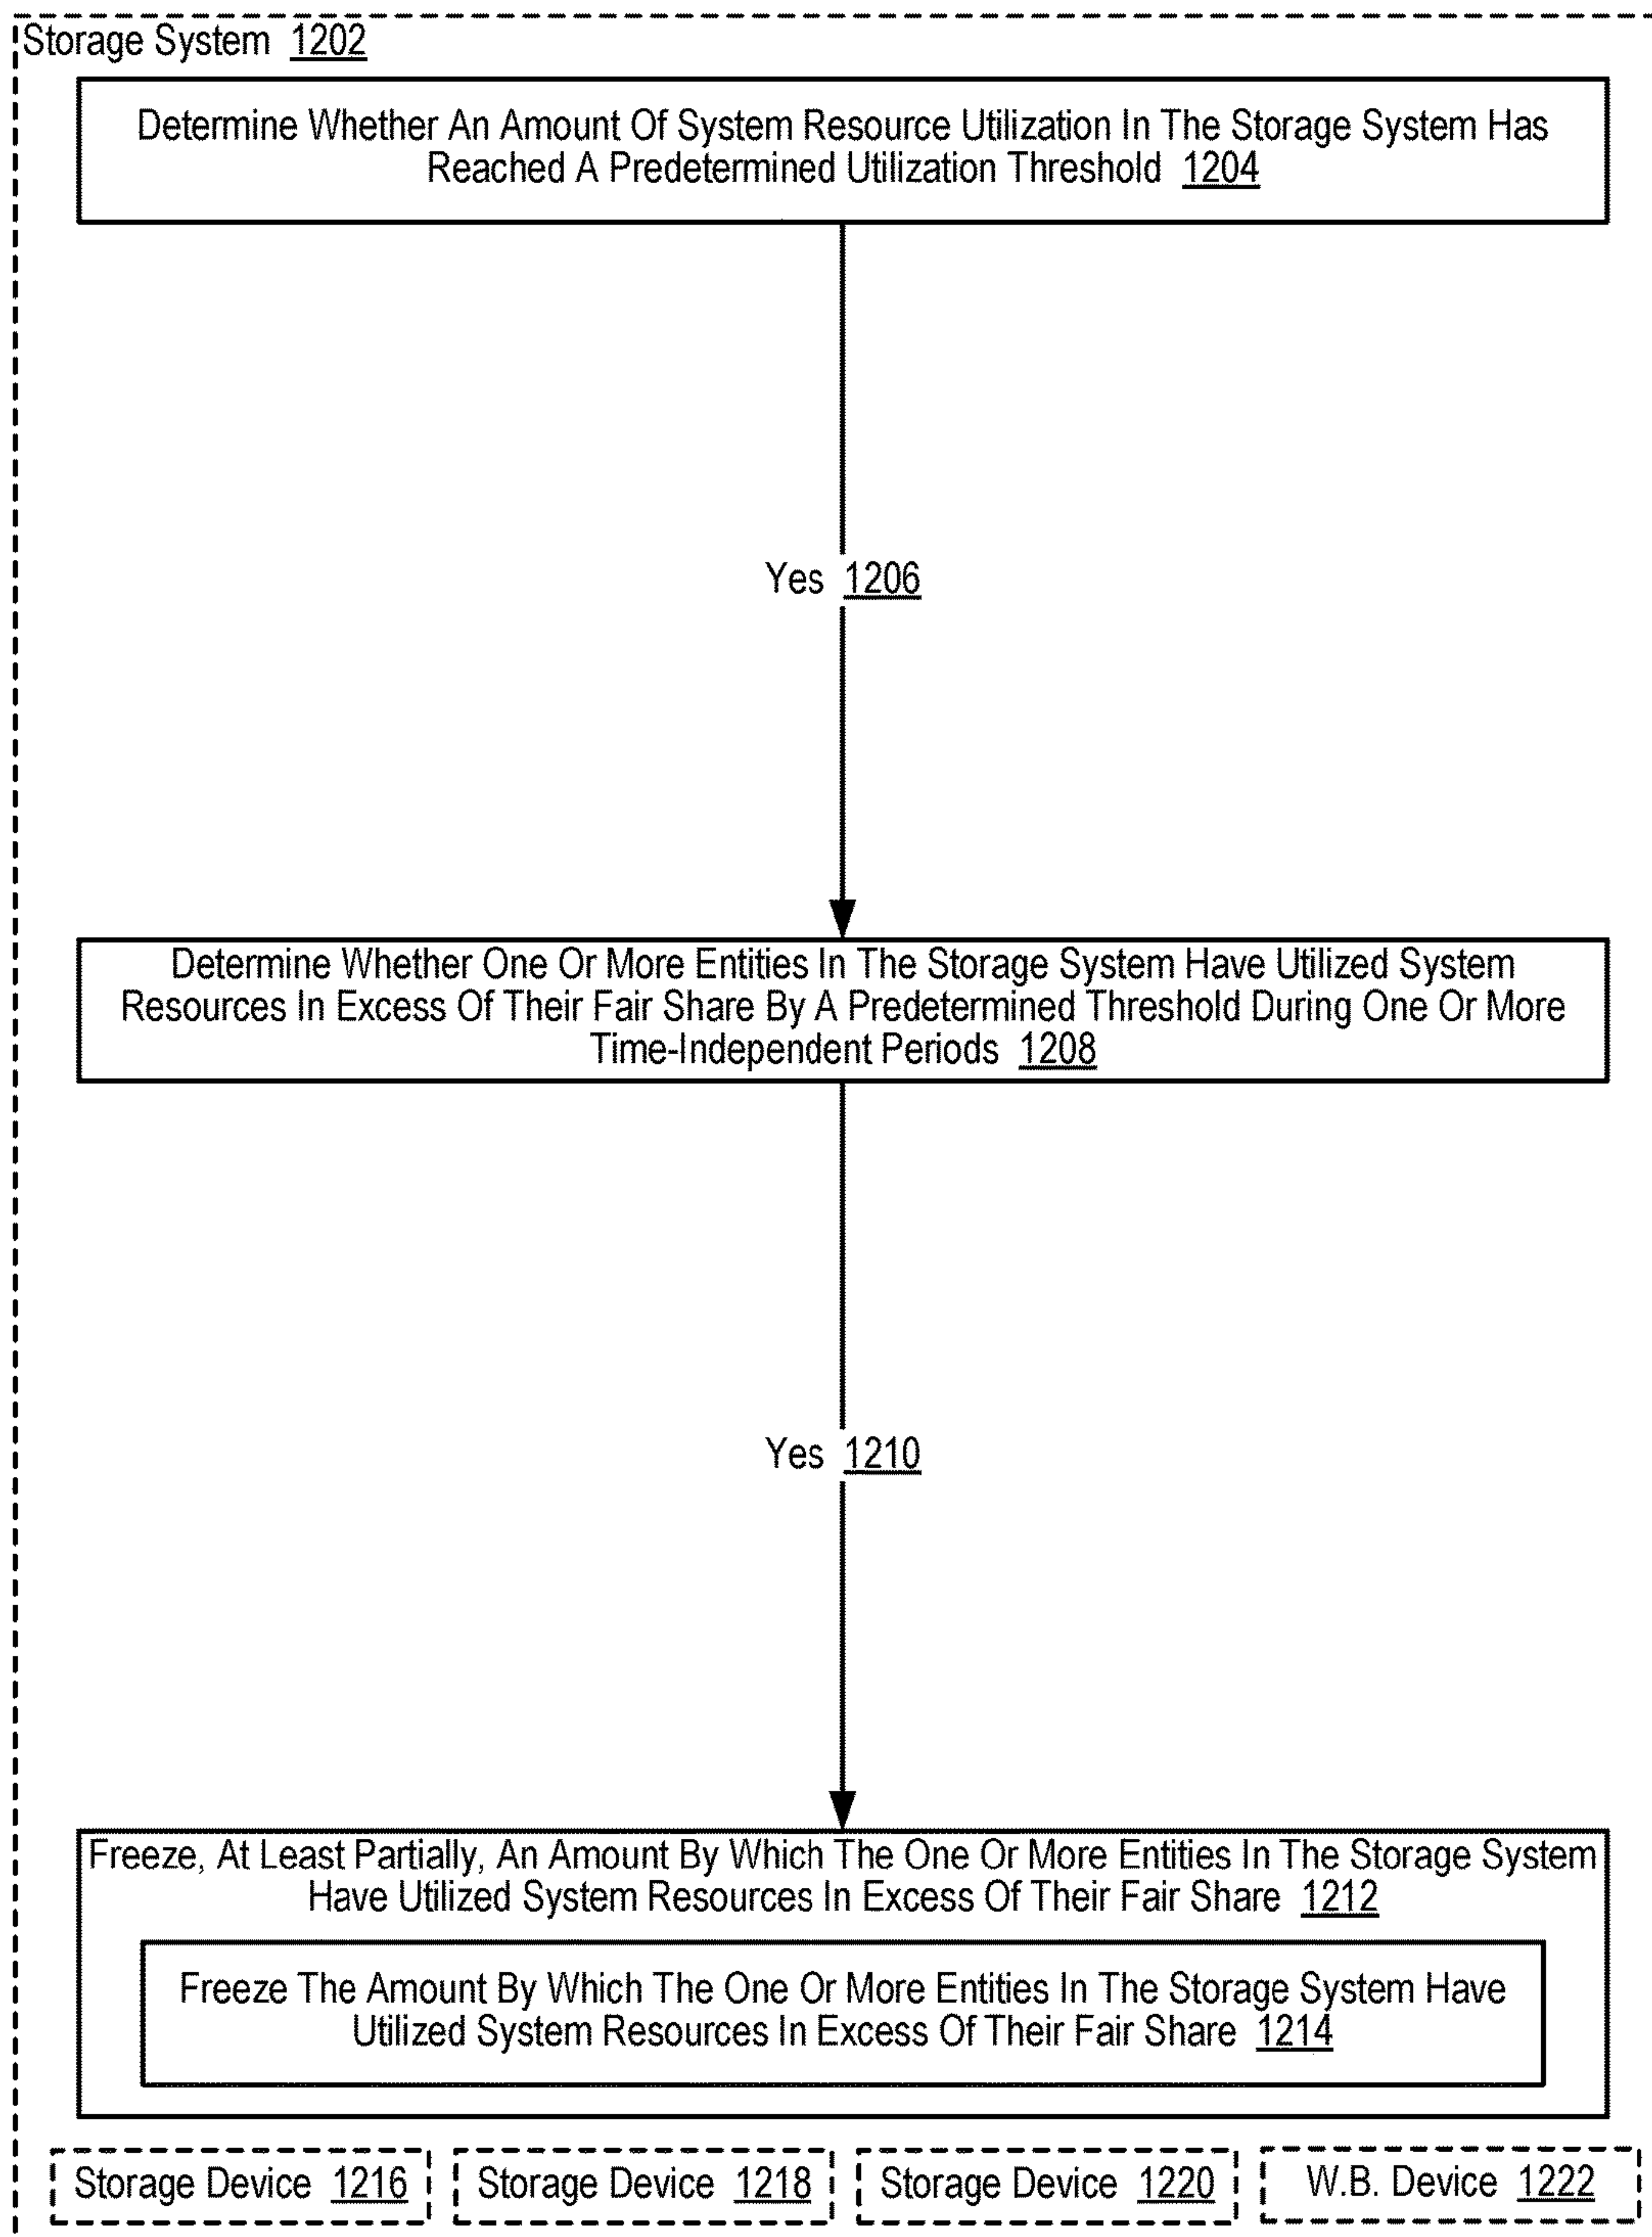 Storage System 1202
Determine Whether An Amount Of System Resource Utilization In The Storage System Has
Reached A Predetermined Utilization Threshold 1204
Yes 1206
Determine Whether One Or More Entities In The Storage System Have Utilized System
Resources In Excess Of Their Fair Share By A Predetermined Threshold During One Or More
Time-Independent Periods 1208
Yes 1210
Freeze, At Least Partially, An Amount By Which The One Or More Entities In The Storage System
Have Utilized System Resources In Excess Of Their Fair Share 1212
Freeze The Amount By Which The One Or More Entities In The Storage System Have
Utilized System Resources In Excess Of Their Fair Share 1214
Storage Device 1216
Storage Device 1218
Storage Device 1220
W.B. Device 1222